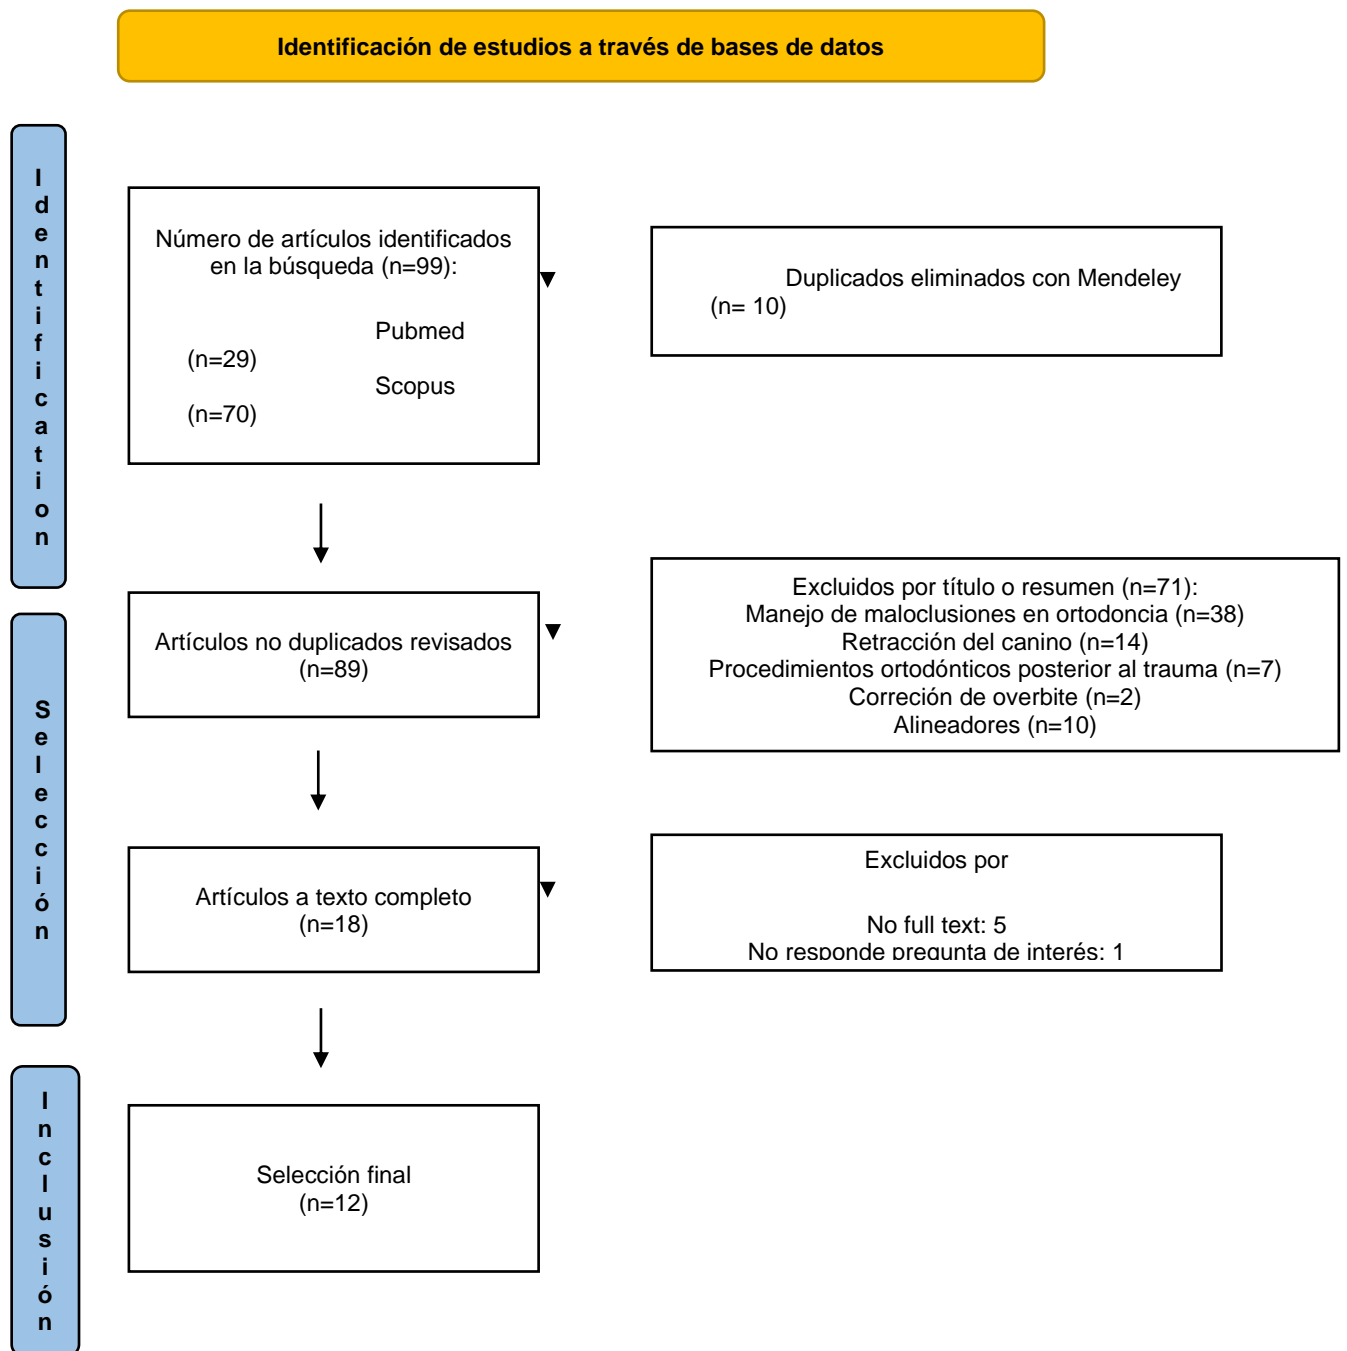 Identificación de estudios a través de bases de datos
Identification
Número de artículos identificados
en la búsqueda (n=99):
Pubmed
(n=29)
Scopus
(n=70)
Duplicados eliminados con Mendeley
(n= 10)
Selección
Artículos no duplicados revisados
(n=89)
Excluidos por título o resumen (n=71):
Manejo de maloclusiones en ortodoncia (n=38)
Retracción del canino (n=14)
Procedimientos ortodónticos posterior al trauma (n=7)
Correción de overbite (n=2)
Alineadores (n=10)
Artículos a texto completo
(n=18)
Excluidos por
No full text: 5
No responde pregunta de interés: 1
Inclusión
Selección final
(n=12)